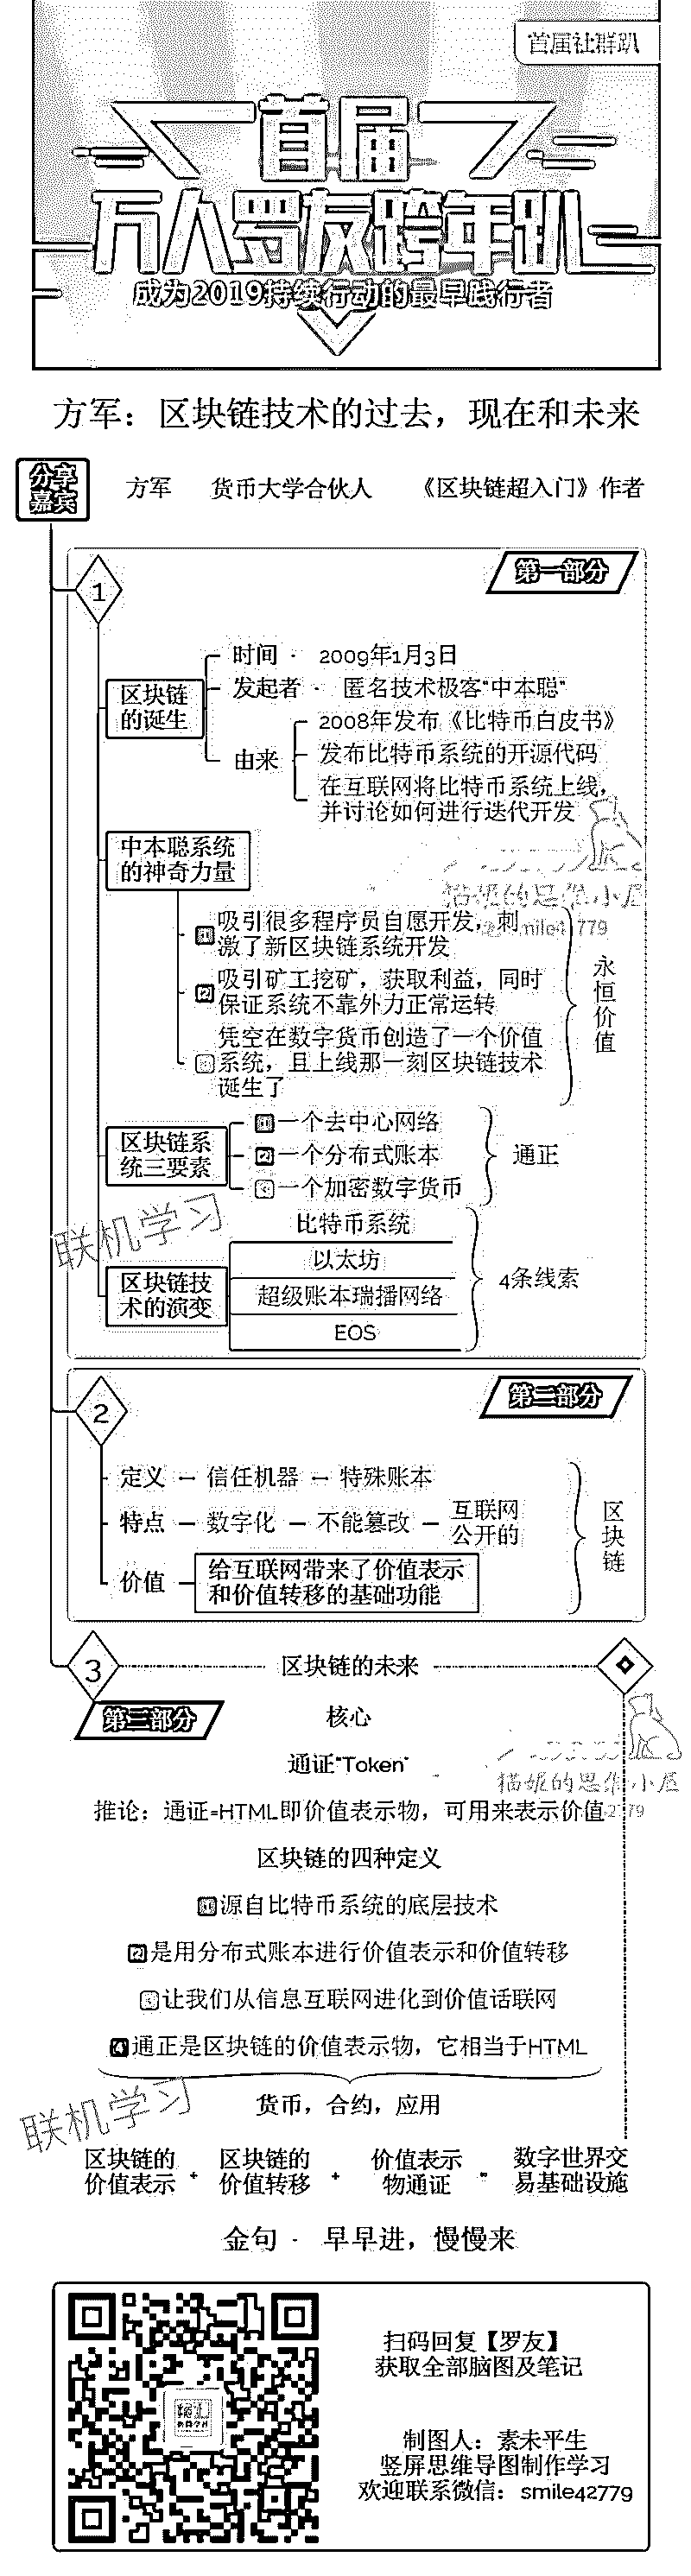 首届社群趴
首届
万人罗友跨年趴
成为2019持续行动的最早践行者
方军：区块链技术的过去，现在和未来
分享
嘉宾
方军 货币大学合伙人 《区块链超入门》作者
1
第一部分
区块链
的诞生
时间 · 2009年1月3日
发起者 · 匿名技术极客"中本聪"
由来
2008年发布《比特币白皮书》
发布比特币系统的开源代码
在互联网将比特币系统上线，
并讨论如何进行迭代开发
中本聪系统
的神奇力量
猫妮的思维小屋
1 吸引很多程序员自愿开发，刺
激了新区块链系统开发
2 吸引矿工挖矿，获取利益，同时
保证系统不靠外力正常运转
3 凭空在数字货币创造了一个价值
系统，且上线那一刻区块链技术
诞生了
永恒价值
区块链系
统三要素
1 一个去中心网络
2 一个分布式账本
3 一个加密数字货币
通正
联机学习
区块链技
术的演变
比特币系统
以太坊
超级账本瑞播网络
EOS
4条线索
2
第二部分
定义 – 信任机器 – 特殊账本
特点 – 数字化 – 不能篡改 – 互联网
公开的
价值
给互联网带来了价值表示
和价值转移的基础功能
区块链
3
区块链的未来
第三部分
核心
通证"Token"
猫妮的思维小屋
推论：通证=HTML即价值表示物，可用来表示价值
区块链的四种定义
1 源自比特币系统的底层技术
2 是用分布式账本进行价值表示和价值转移
3 让我们从信息互联网进化到价值话联网
4 通正是区块链的价值表示物，它相当于HTML
联机学习
货币，合约，应用
区块链的
价值表示
+
区块链的
价值转移
+
价值表示
物通证
=
数字世界交
易基础设施
金句 · 早早进，慢慢来
扫码回复【罗友】
获取全部脑图及笔记
制图人：素未平生
竖屏思维导图制作学习
欢迎联系微信：smile42779